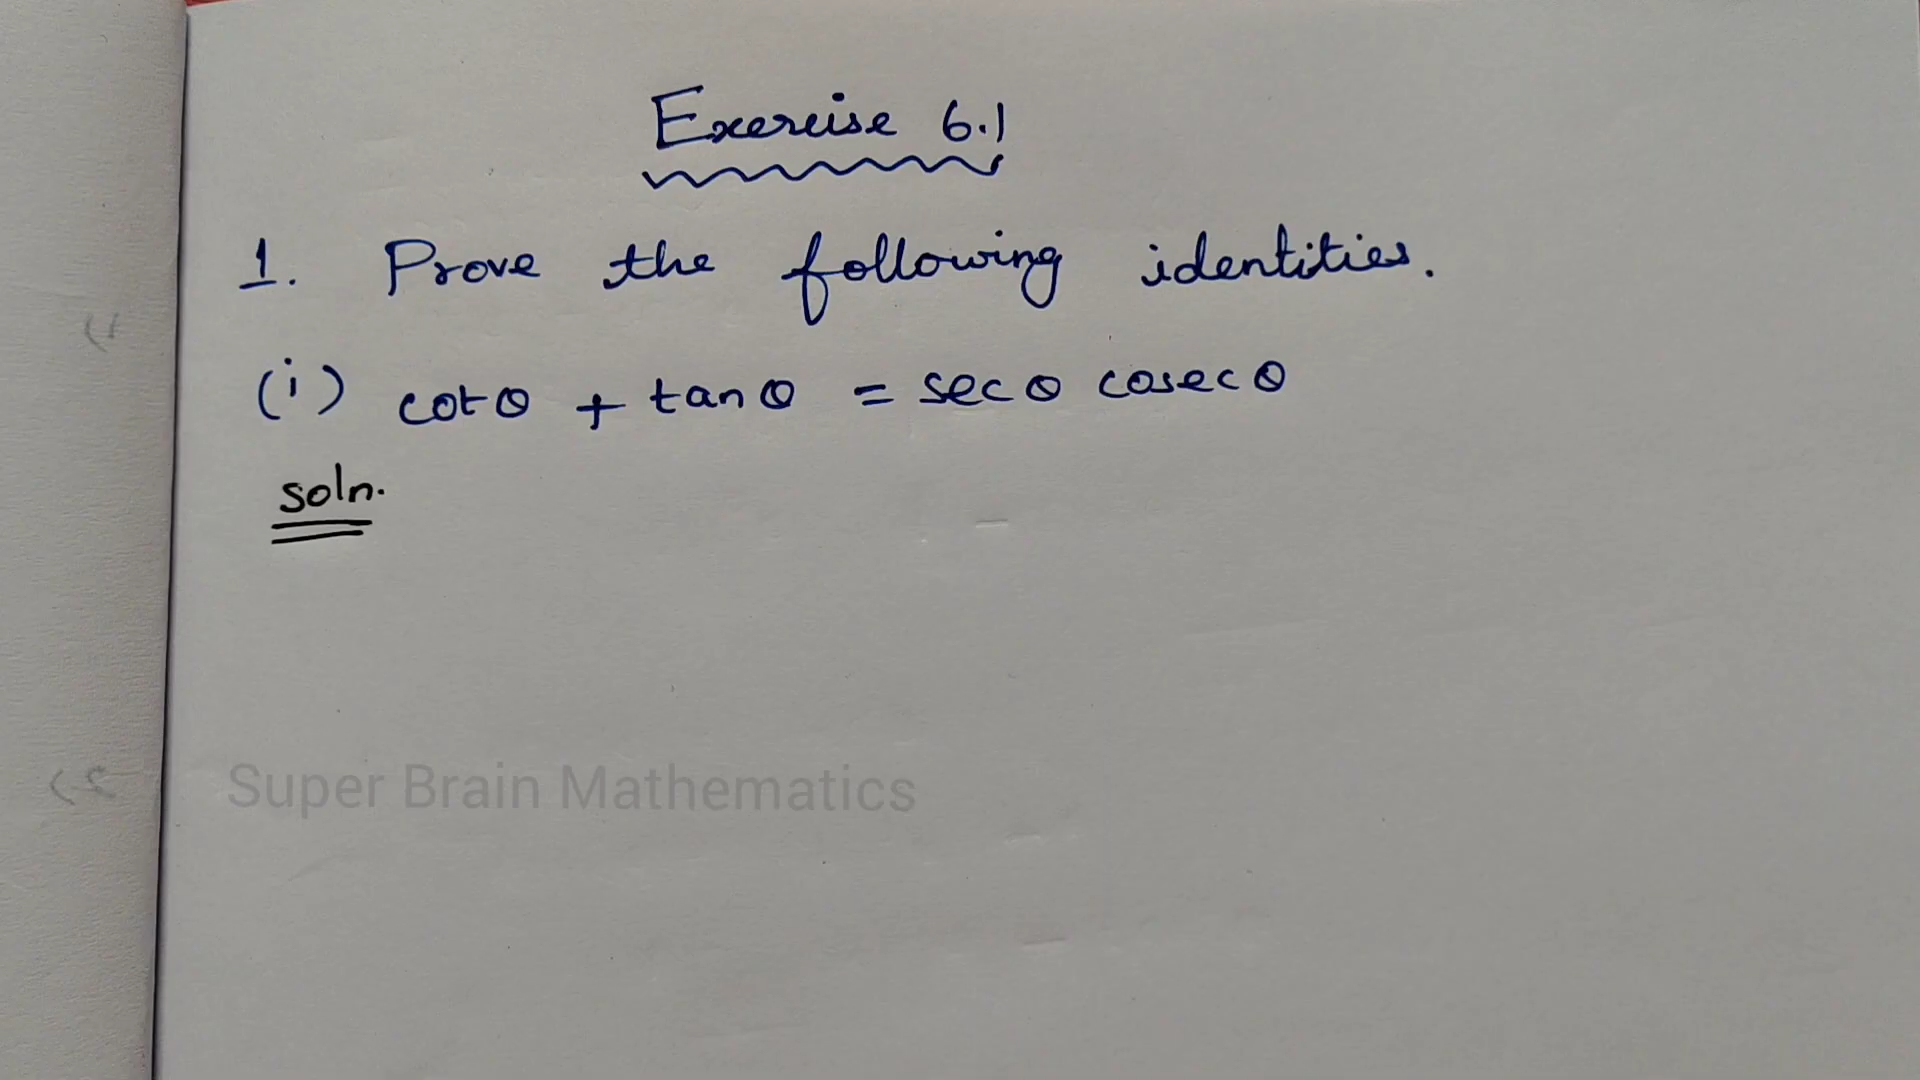 Exercise 6.1
1. Prove the following identities.
(i) cotθ + tanθ = secθ cosecθ
soln.
Super Brain Mathematics